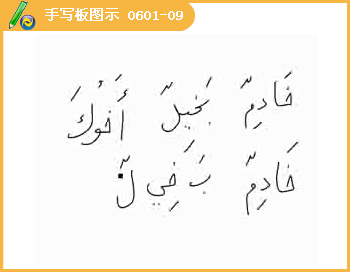 手写板图示 0601-09
خَادِمٌ بَخِيلٌ أَخُوكَ
خَادِمٌ بَ خِي لٌ